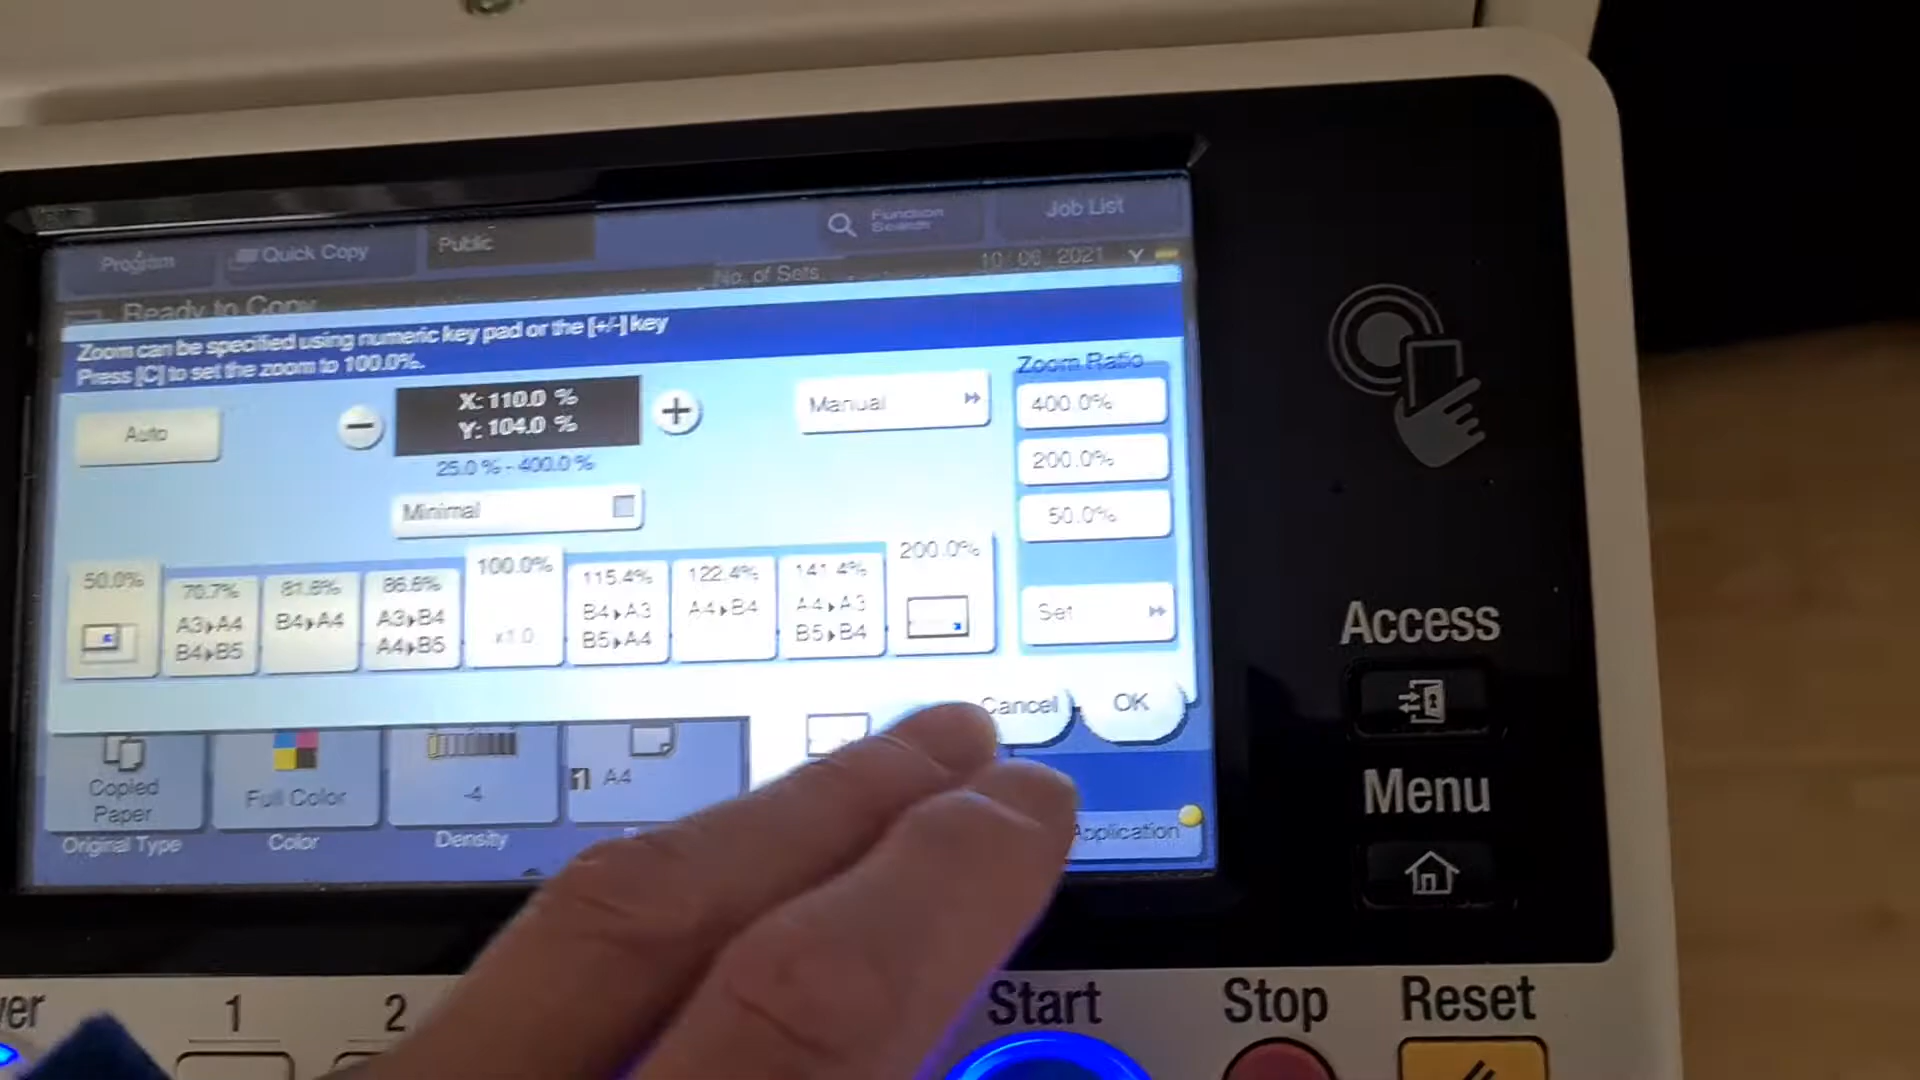 Program
Quick Copy
Public
Function
Search
Job List
No. of Sets
10 06 2021
Ready to Copy
Zoom can be specified using numeric key pad or the [+/-] key
Press [C] to set the zoom to 100.0%.
Auto
X: 110.0 %
Y: 104.0 %
25.0 % - 400.0 %
Minimal
Manual
Zoom Ratio
400.0%
200.0%
50.0%
Set
50.0%
70.7%
A3▸A4
B4▸B5
81.6%
B4▸A4
86.6%
A3▸B4
A4▸B5
100.0%
x1.0
115.4%
B4▸A3
B5▸A4
122.4%
A4▸B4
141.4%
A4▸A3
B5▸B4
200.0%
Cancel
OK
Copied
Paper
Original Type
Full Color
Color
-4
Density
1 A4
Application
Access
Menu
1
2
Start
Stop
Reset